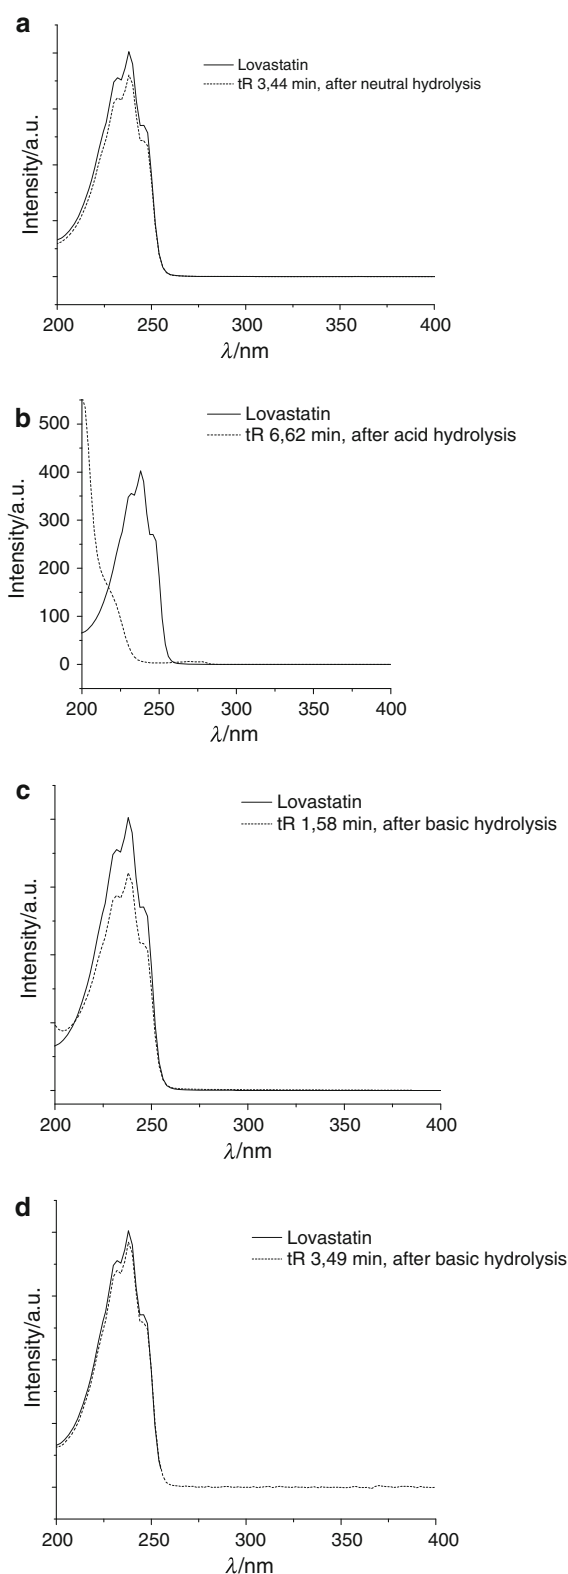 a
Lovastatin
tR 3,44 min, after neutral hydrolysis
Intensity/a.u.
200 250 300 350 400
λ/nm
b
Lovastatin
tR 6,62 min, after acid hydrolysis
500
400
300
200
100
0
Intensity/a.u.
200 250 300 350 400
λ/nm
c
Lovastatin
tR 1,58 min, after basic hydrolysis
Intensity/a.u.
200 250 300 350 400
λ/nm
d
Lovastatin
tR 3,49 min, after basic hydrolysis
Intensity/a.u.
200 250 300 350 400
λ/nm